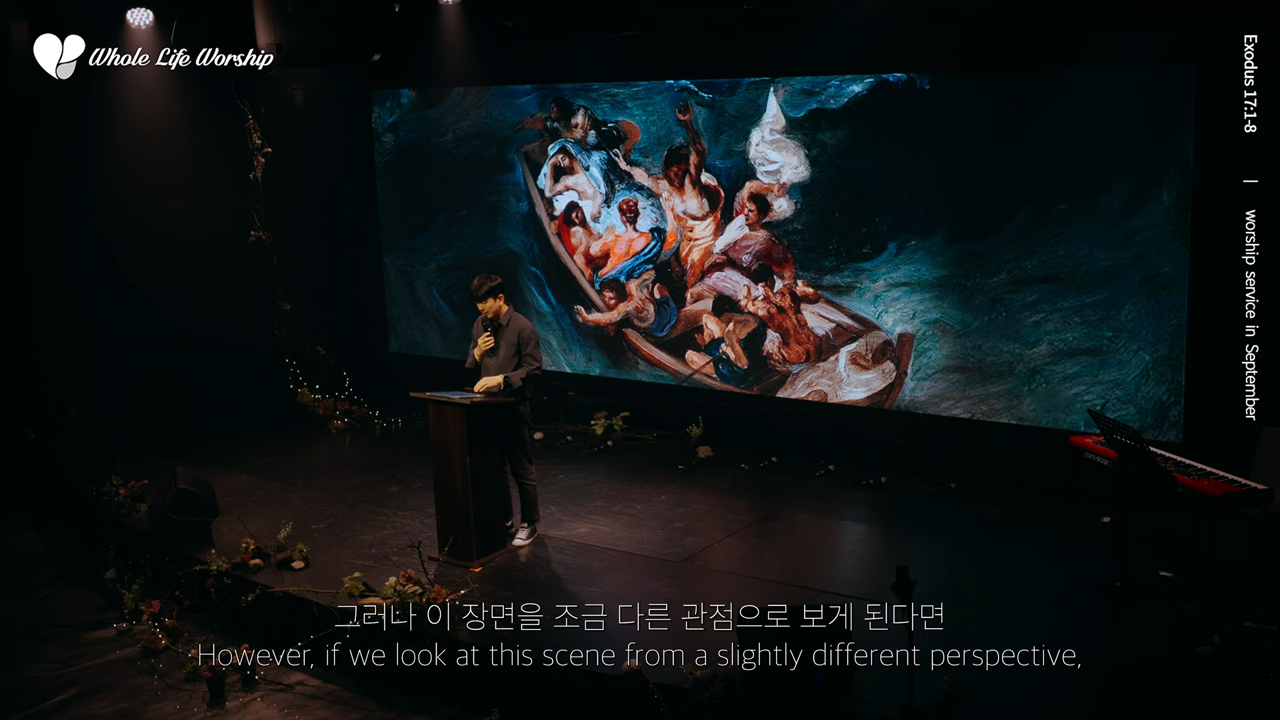 Whole Life Worship
Exodus 17:1-8 | worship service in September
그러나 이 장면을 조금 다른 관점으로 보게 된다면
However, if we look at this scene from a slightly different perspective,